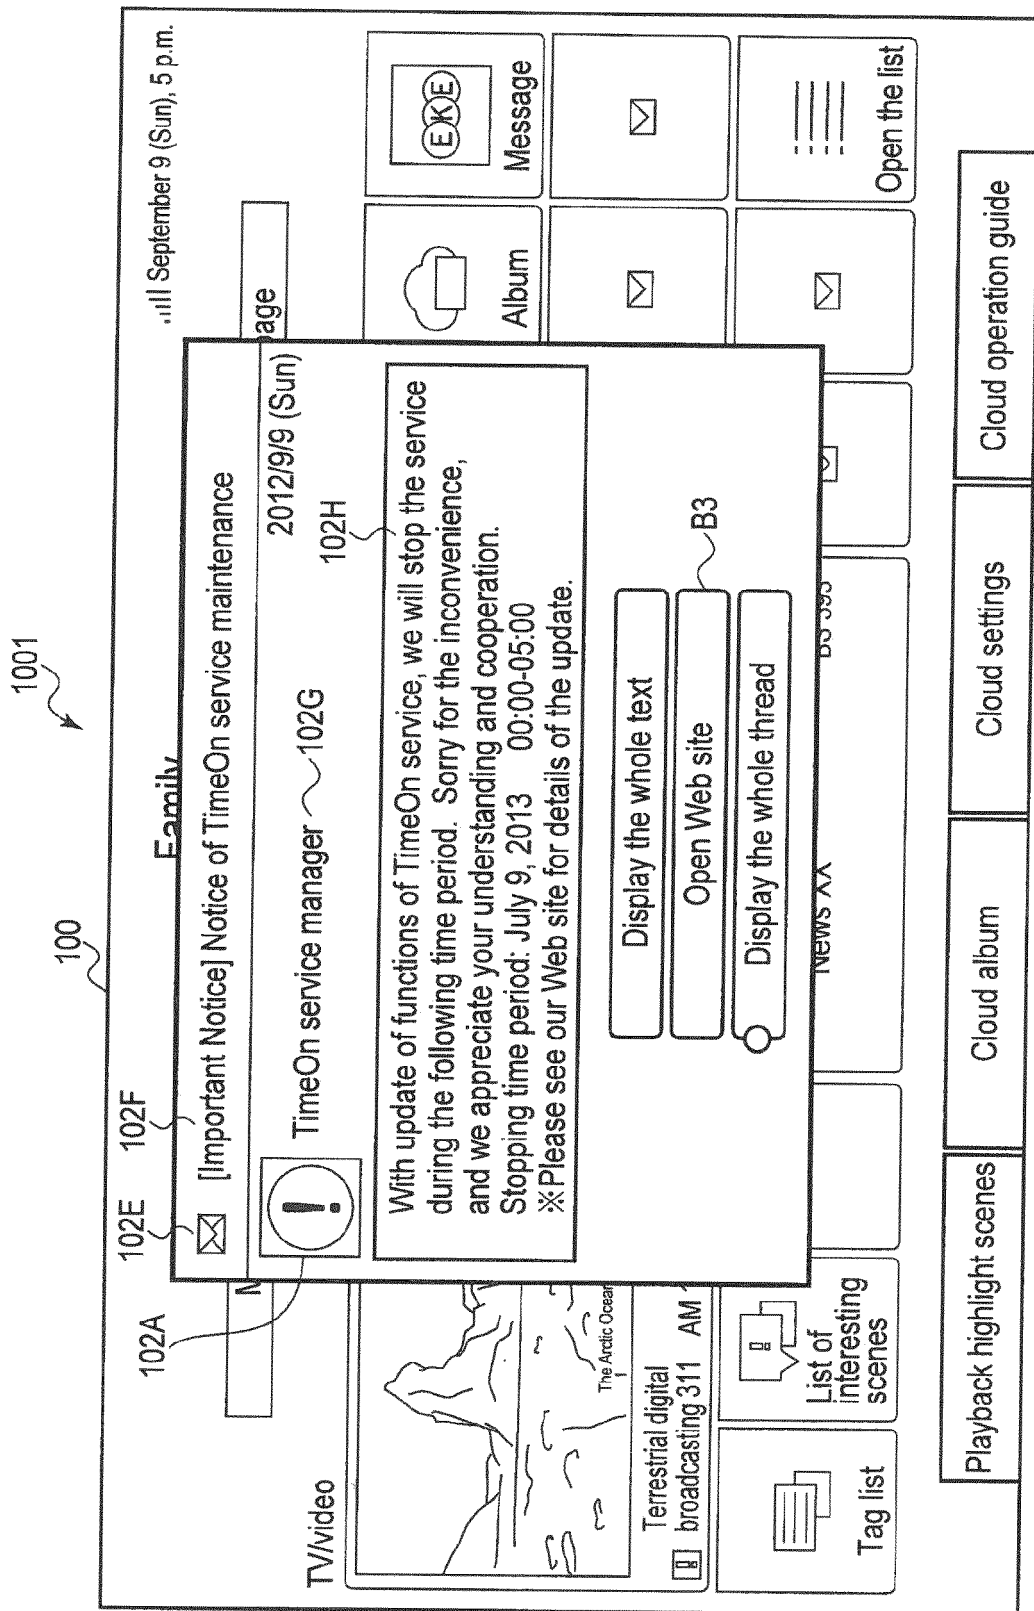 1001
100
September 9 (Sun), 5 p.m.
Family
102E
102F
102A
[Important Notice] Notice of TimeOn service maintenance
TimeOn service manager
102G
2012/9/9 (Sun)
102H
With update of functions of TimeOn service, we will stop the service
during the following time period. Sorry for the inconvenience,
and we appreciate your understanding and cooperation.
Stopping time period: July 9, 2013 00:00-05:00
※Please see our Web site for details of the update.
Display the whole text
Open Web site
B3
Display the whole thread
TV/video
The Arctic Ocean
Terrestrial digital
broadcasting 311 AM
News XX
BS 395
Album
EKE
Message
Tag list
List of
interesting
scenes
Open the list
Playback highlight scenes
Cloud album
Cloud settings
Cloud operation guide